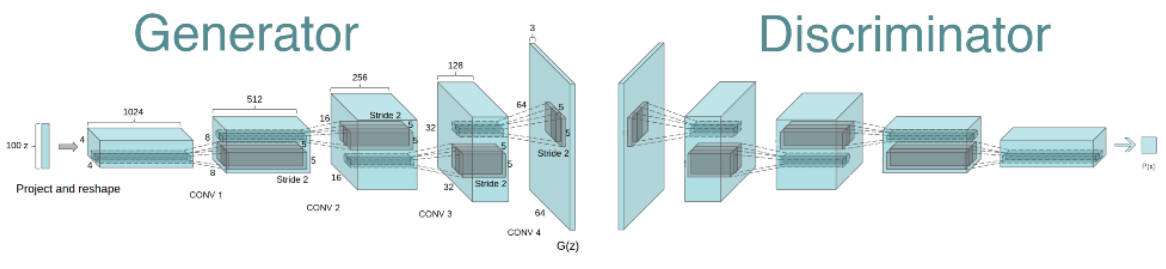 Generator
Discriminator
3
128
256
512
1024
64
5
5
Stride 2
16
5
5
32
Stride 2
8
5
5
4
100 z
4
8
Stride 2
16
Stride 2
32
64
Project and reshape
CONV 1
CONV 2
CONV 3
CONV 4
G(z)
P(x)